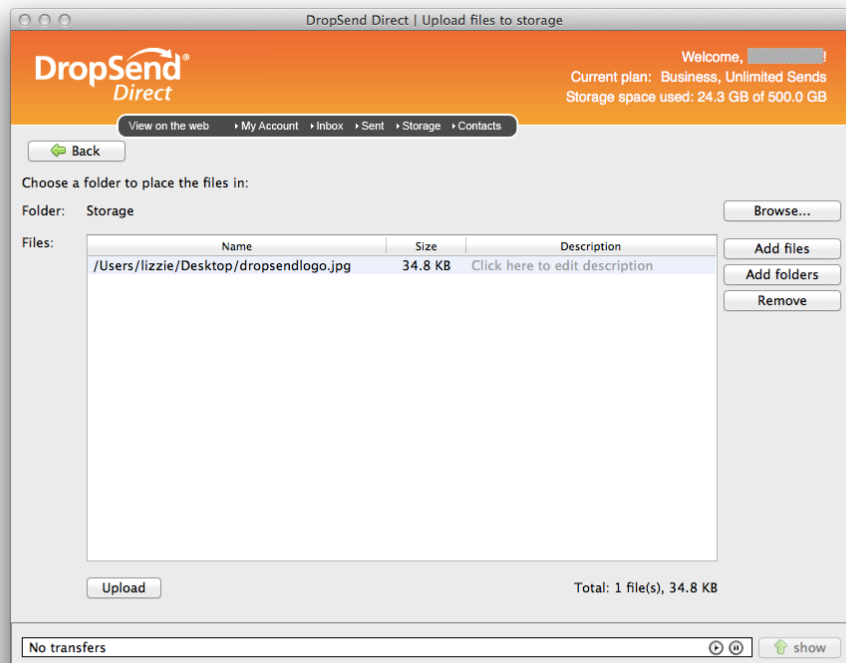 DropSend Direct | Upload files to storage
DropSend®
Direct
Welcome, !
Current plan: Business, Unlimited Sends
Storage space used: 24.3 GB of 500.0 GB
View on the web My Account Inbox Sent Storage Contacts
Back
Choose a folder to place the files in:
Folder: Storage Browse...
Files: Name Size Description Add files
/Users/lizzie/Desktop/dropsendlogo.jpg 34.8 KB Click here to edit description Add folders
Remove
Upload Total: 1 file(s), 34.8 KB
No transfers show